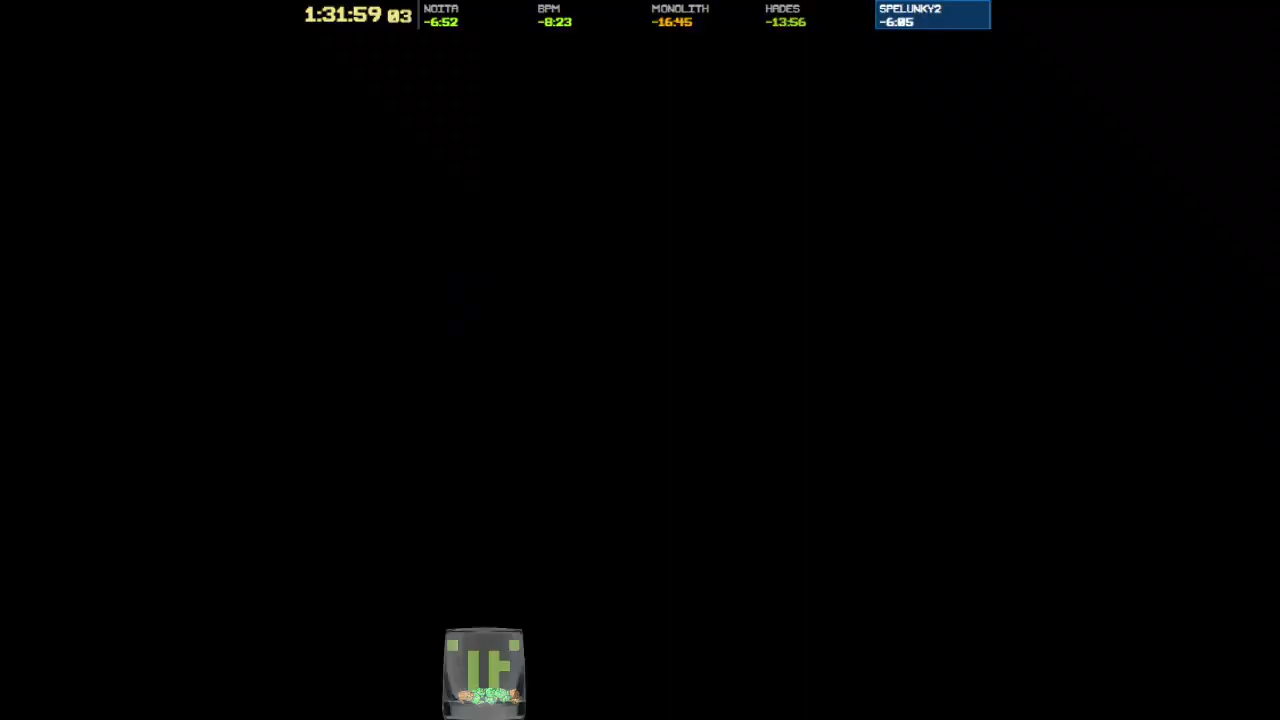 1:31:59 03
NOITA
-6:52
BPM
-8:23
MONOLITH
-16:45
HADES
-13:56
SPELUNKY2
-6:05